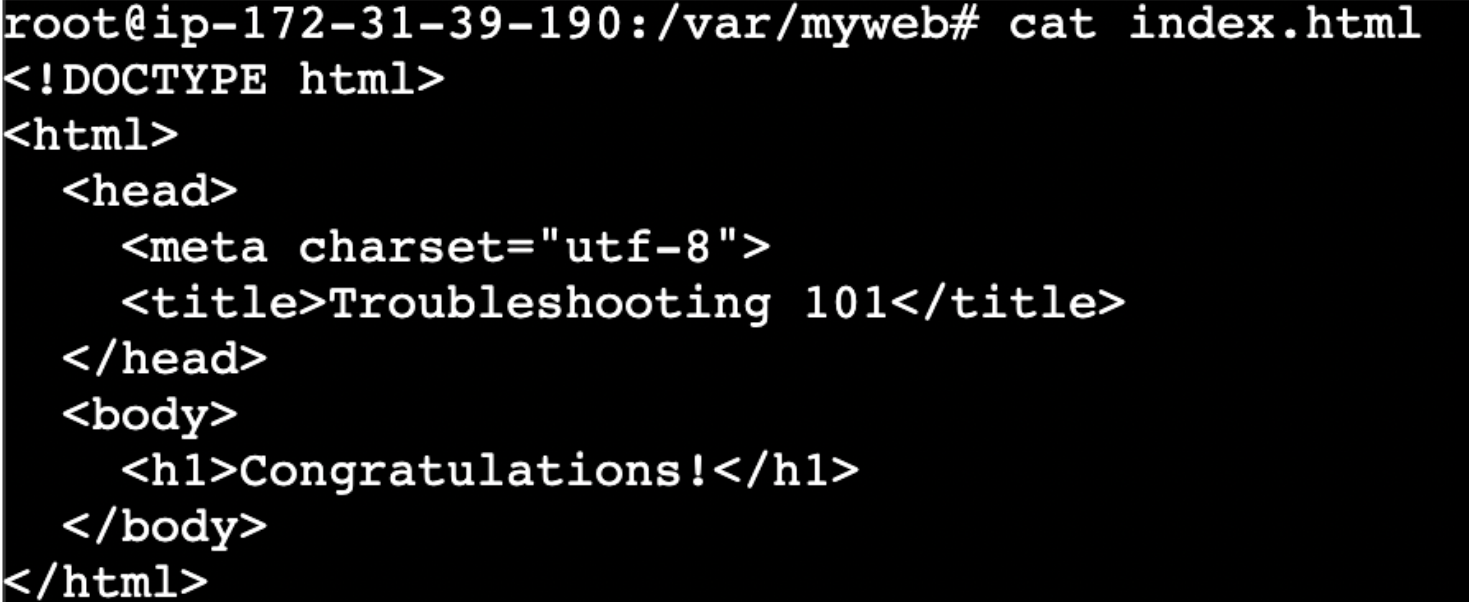 root@ip-172-31-39-190:/var/myweb# cat index.html
<!DOCTYPE html>
<html>
  <head>
    <meta charset="utf-8">
    <title>Troubleshooting 101</title>
  </head>
  <body>
    <h1>Congratulations!</h1>
  </body>
</html>